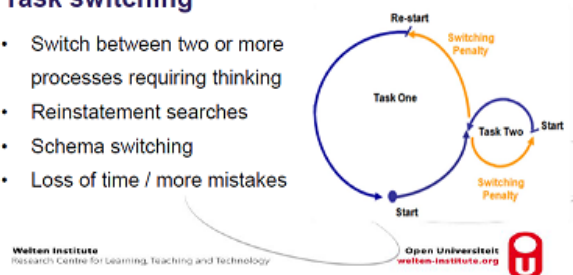 Task switching
• Switch between two or more
processes requiring thinking
• Reinstatement searches
• Schema switching
• Loss of time / more mistakes
Re-start
Switching
Penalty
Task One
Task Two
Start
Switching
Penalty
Start
Welten Institute
Research Centre for Learning, Teaching and Technology
Open Universiteit
welten-institute.org
OU